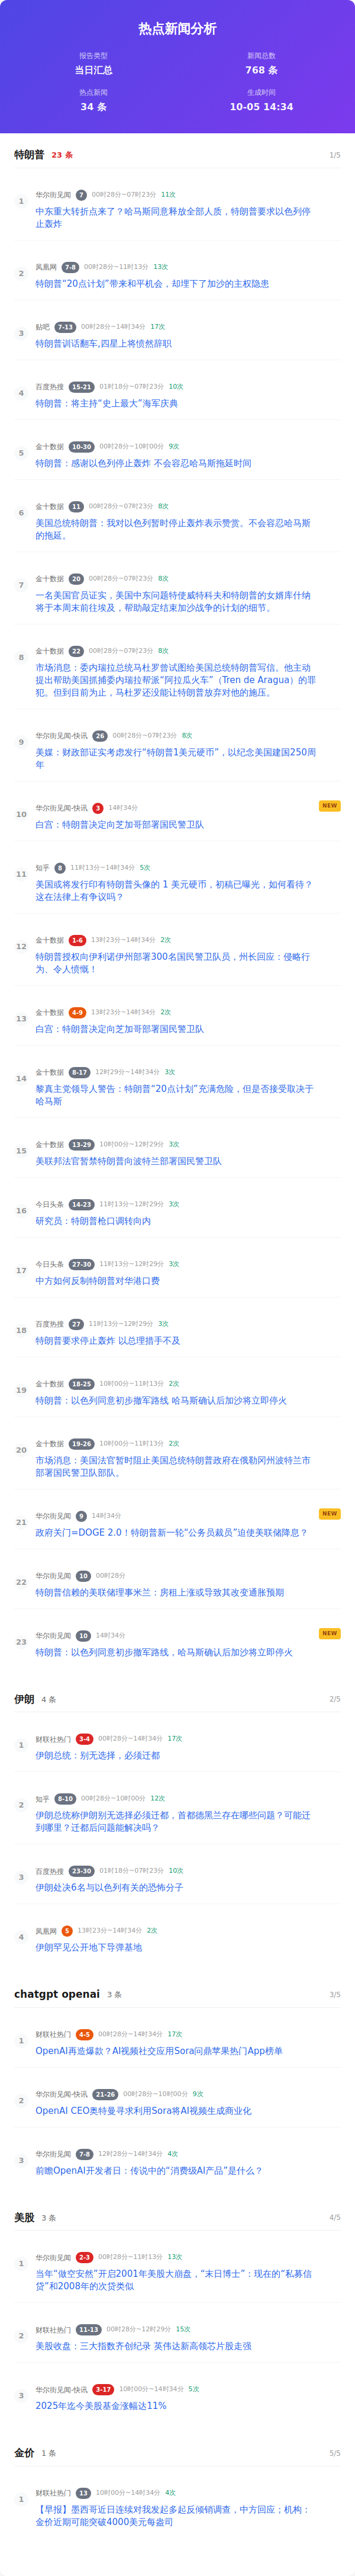 热点新闻分析
报告类型
新闻总数
当日汇总
768 条
热点新闻
生成时间
34 条
10-05 14:34
特朗普 23 条 1/5
1
华尔街见闻 7 00时28分~07时23分 11次
中东重大转折点来了？哈马斯同意释放全部人质，特朗普要求以色列停
止轰炸
2
凤凰网 7-8 00时28分~11时13分 13次
特朗普“20点计划”带来和平机会，却埋下了加沙的主权隐患
3
贴吧 7-13 00时28分~14时34分 17次
特朗普训话翻车,四星上将愤然辞职
4
百度热搜 15-21 01时18分~07时23分 10次
特朗普：将主持“史上最大”海军庆典
5
金十数据 10-30 00时28分~10时00分 9次
特朗普：感谢以色列停止轰炸 不会容忍哈马斯拖延时间
6
金十数据 11 00时28分~07时23分 8次
美国总统特朗普：我对以色列暂时停止轰炸表示赞赏。不会容忍哈马斯
的拖延。
7
金十数据 20 00时28分~07时23分 8次
一名美国官员证实，美国中东问题特使威特科夫和特朗普的女婿库什纳
将于本周末前往埃及，帮助敲定结束加沙战争的计划的细节。
8
金十数据 22 00时28分~07时23分 8次
市场消息：委内瑞拉总统马杜罗曾试图给美国总统特朗普写信。他主动
提出帮助美国抓捕委内瑞拉帮派“阿拉瓜火车”（Tren de Aragua）的罪
犯。但到目前为止，马杜罗还没能让特朗普放弃对他的施压。
9
华尔街见闻-快讯 26 00时28分~07时23分 8次
美媒：财政部证实考虑发行“特朗普1美元硬币”，以纪念美国建国250周
年
10
华尔街见闻-快讯 3 14时34分 NEW
白宫：特朗普决定向芝加哥部署国民警卫队
11
知乎 8 11时13分~14时34分 5次
美国或将发行印有特朗普头像的 1 美元硬币，初稿已曝光，如何看待？
这在法律上有争议吗？
12
金十数据 1-6 13时23分~14时34分 2次
特朗普授权向伊利诺伊州部署300名国民警卫队员，州长回应：侵略行
为、令人愤慨！
13
金十数据 4-9 13时23分~14时34分 2次
白宫：特朗普决定向芝加哥部署国民警卫队
14
金十数据 8-17 12时29分~14时34分 3次
黎真主党领导人警告：特朗普“20点计划”充满危险，但是否接受取决于
哈马斯
15
金十数据 13-29 10时00分~12时29分 3次
美联邦法官暂禁特朗普向波特兰部署国民警卫队
16
今日头条 14-23 11时13分~12时29分 3次
研究员：特朗普枪口调转向内
17
今日头条 27-30 11时13分~12时29分 3次
中方如何反制特朗普对华港口费
18
百度热搜 27 11时13分~12时29分 3次
特朗普要求停止轰炸 以总理措手不及
19
金十数据 18-25 10时00分~11时13分 2次
特朗普：以色列同意初步撤军路线 哈马斯确认后加沙将立即停火
20
金十数据 19-26 10时00分~11时13分 2次
市场消息：美国法官暂时阻止美国总统特朗普政府在俄勒冈州波特兰市
部署国民警卫队部队。
21
华尔街见闻 9 14时34分 NEW
政府关门=DOGE 2.0！特朗普新一轮“公务员裁员”迫使美联储降息？
22
华尔街见闻 10 00时28分
特朗普信赖的美联储理事米兰：房租上涨或导致其改变通胀预期
23
华尔街见闻 10 14时34分 NEW
特朗普：以色列同意初步撤军路线，哈马斯确认后加沙将立即停火
伊朗 4 条 2/5
1
财联社热门 3-4 00时28分~14时34分 17次
伊朗总统：别无选择，必须迁都
2
知乎 8-10 00时28分~10时00分 12次
伊朗总统称伊朗别无选择必须迁都，首都德黑兰存在哪些问题？可能迁
到哪里？迁都后问题能解决吗？
3
百度热搜 23-30 01时18分~07时23分 10次
伊朗处决6名与以色列有关的恐怖分子
4
凤凰网 5 13时23分~14时34分 2次
伊朗罕见公开地下导弹基地
chatgpt openai 3 条 3/5
1
财联社热门 4-5 00时28分~14时34分 17次
OpenAI再造爆款？AI视频社交应用Sora问鼎苹果热门App榜单
2
华尔街见闻-快讯 21-26 00时28分~10时00分 9次
OpenAI CEO奥特曼寻求利用Sora将AI视频生成商业化
3
华尔街见闻 7-8 12时28分~14时34分 4次
前瞻OpenAI开发者日：传说中的“消费级AI产品”是什么？
美股 3 条 4/5
1
华尔街见闻 2-3 00时28分~11时13分 13次
当年“做空安然”开启2001年美股大崩盘，“末日博士”：现在的“私募信
贷”和2008年的次贷类似
2
财联社热门 11-13 00时28分~12时29分 15次
美股收盘：三大指数齐创纪录 英伟达新高领芯片股走强
3
华尔街见闻-快讯 3-17 10时00分~14时34分 5次
2025年迄今美股基金涨幅达11%
金价 1 条 5/5
1
财联社热门 13 10时00分~14时34分 4次
【早报】墨西哥近日连续对我发起多起反倾销调查，中方回应；机构：
金价近期可能突破4000美元每盎司